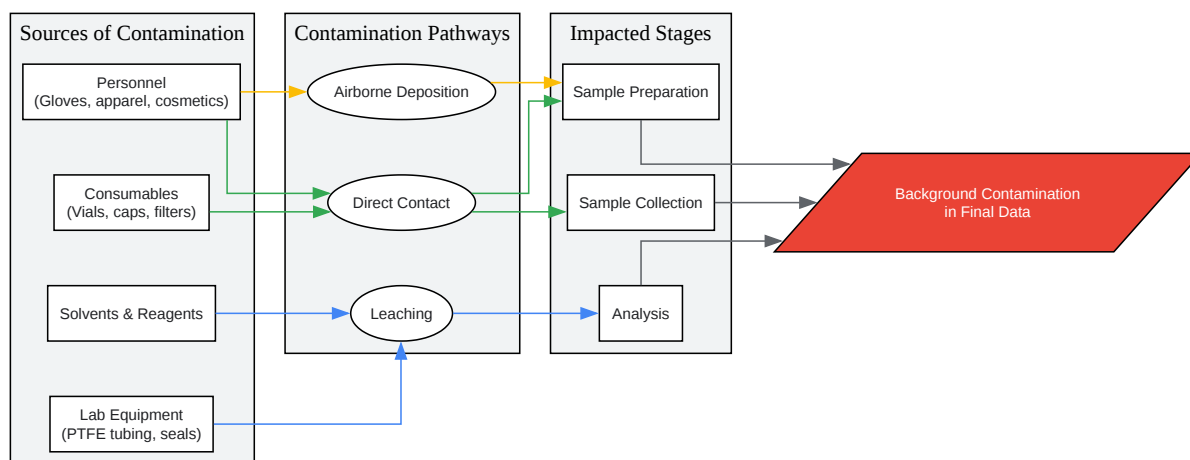 Sources of Contamination
Personnel
(Gloves, apparel, cosmetics)
Consumables
(Vials, caps, filters)
Solvents & Reagents
Lab Equipment
(PTFE tubing, seals)
Contamination Pathways
Airborne Deposition
Direct Contact
Leaching
Impacted Stages
Sample Preparation
Sample Collection
Analysis
Background Contamination
in Final Data